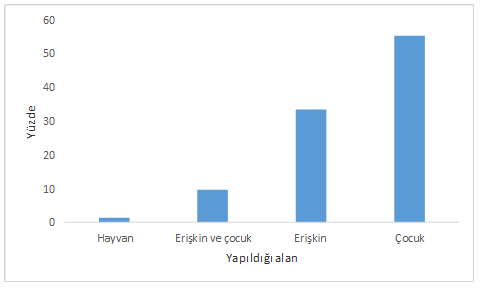 60
50
40
30
20
10
0
Yüzde
Hayvan
Erişkin ve çocuk
Erişkin
Çocuk
Yapıldığı alan